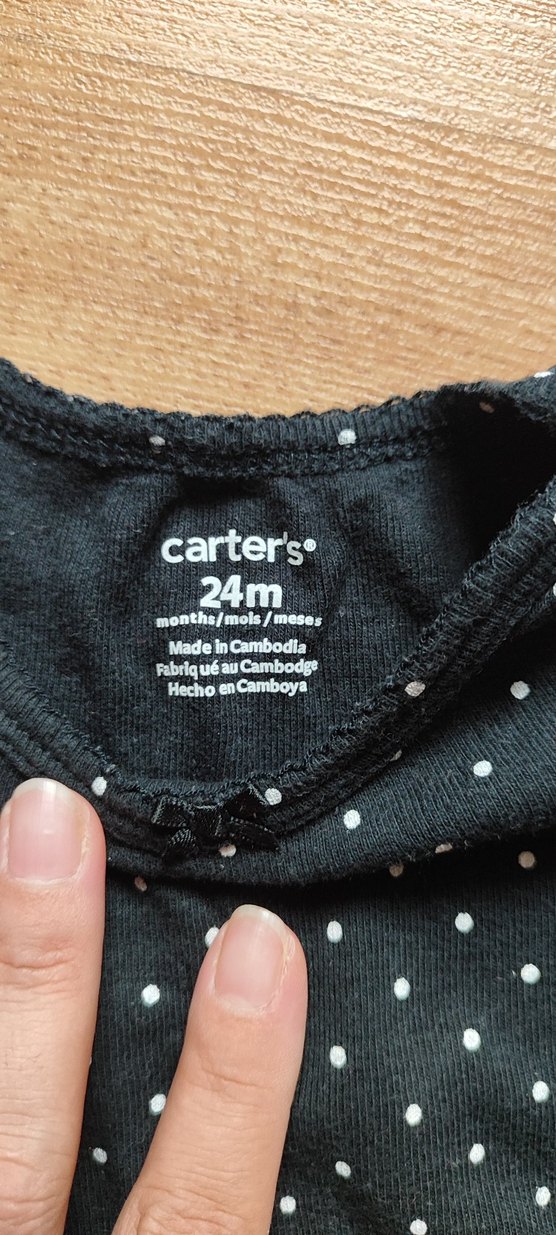 carter's®
24m
months/mois/meses
Made in Cambodia
Fabriqué au Cambodge
Hecho en Camboya